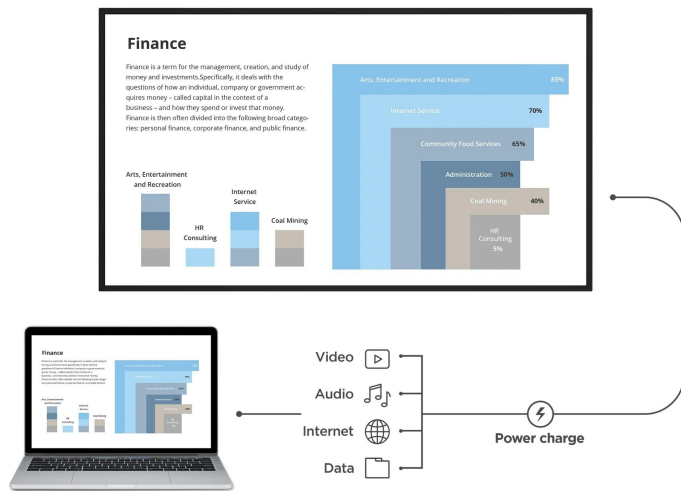 Finance
Finance is a term for the management, creation, and study of
money and investments.Specifically, it deals with the
questions of how an individual, company or government ac-
quires money – called capital in the context of a
business – and how they spend or invest that money.
Finance is then often divided into the following broad catego-
ries: personal finance, corporate finance, and public finance.
Arts, Entertainment
and Recreation
HR
Consulting
Internet
Service
Coal Mining
Arts, Entertainment and Recreation 85%
Internet Service 70%
Community Food Services 65%
Administration 50%
Coal Mining 40%
HR
Consulting
5%
Finance
Video
Audio
Internet
Data
Power charge